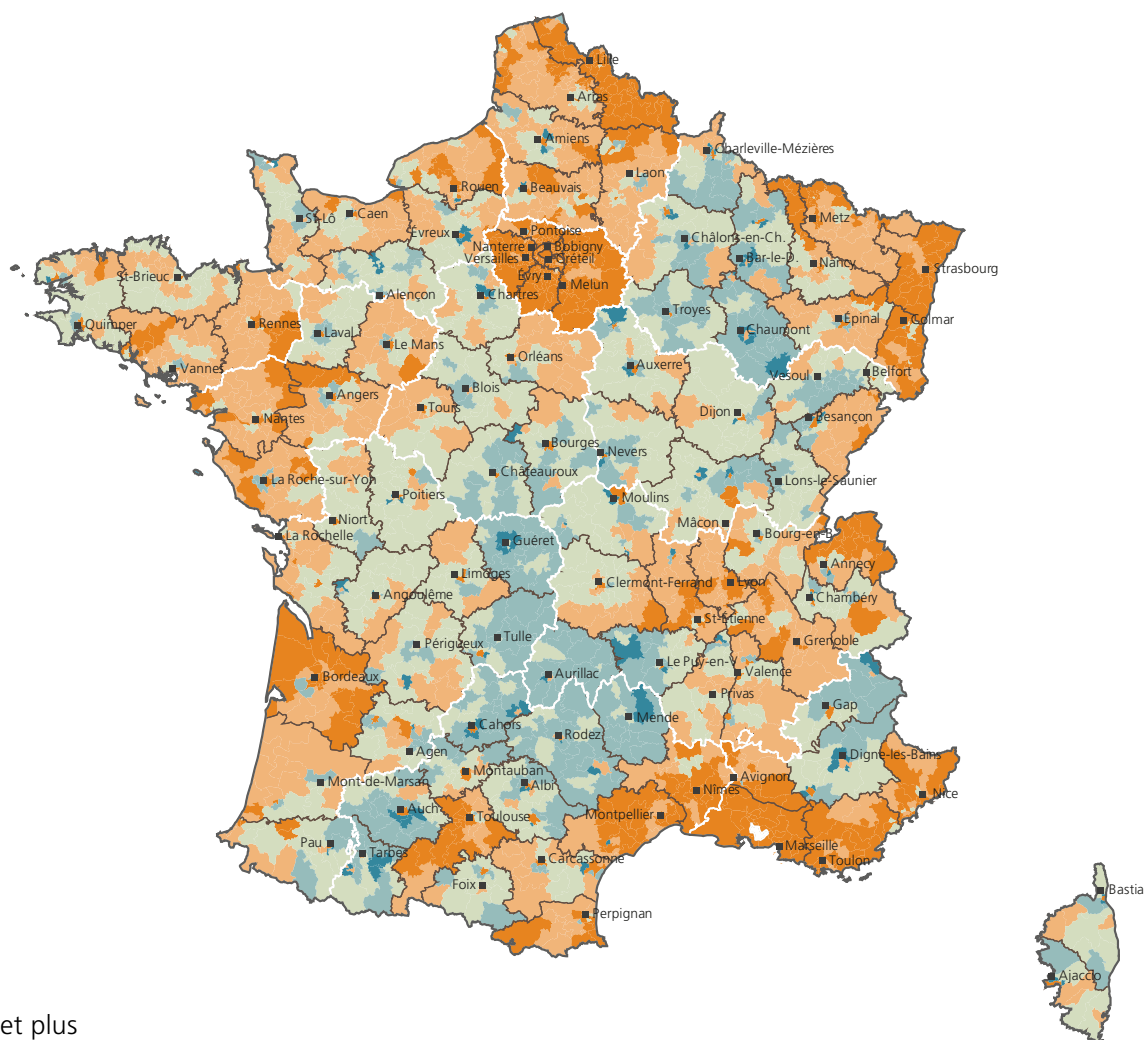 Lille
Arras
Amiens
Charleville-Mézières
Laon
Rouen
Beauvais
St-Lô
Caen
Metz
Évreux
Pontoise
Châlons-en-Ch.
Nanterre
Bobigny
Versailles
Créteil
Bar-le-D.
Nancy
Strasbourg
St-Brieuc
Évry
Melun
Alençon
Chartres
Troyes
Épinal
Colmar
Quimper
Rennes
Laval
Chaumont
Le Mans
Orléans
Auxerre
Vannes
Vesoul
Belfort
Blois
Angers
Tours
Dijon
Besançon
Nantes
Bourges
Nevers
Châteauroux
La Roche-sur-Yon
Lons-le-Saunier
Poitiers
Moulins
Niort
Mâcon
La Rochelle
Bourg-en-B.
Guéret
Annecy
Limoges
Clermont-Ferrand
Lyon
Angoulême
Chambéry
St-Étienne
Tulle
Périgueux
Grenoble
Le Puy-en-V.
Aurillac
Valence
Bordeaux
Privas
Gap
Mende
Cahors
Rodez
Agen
Digne-les-Bains
Montauban
Avignon
Mont-de-Marsan
Albi
Nîmes
Nice
Auch
Toulouse
Montpellier
Pau
Marseille
Tarbes
Carcassonne
Toulon
Foix
Bastia
Perpignan
Ajaccio
et plus